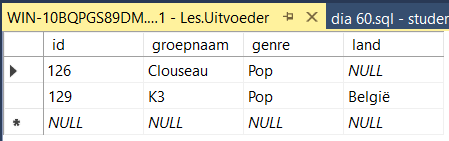 WIN-10BQPGS89DM....1 - Les.Uitvoeder dia 60.sql - studer
id groepnaam genre land
126 Clouseau Pop NULL
129 K3 Pop België
* NULL NULL NULL NULL